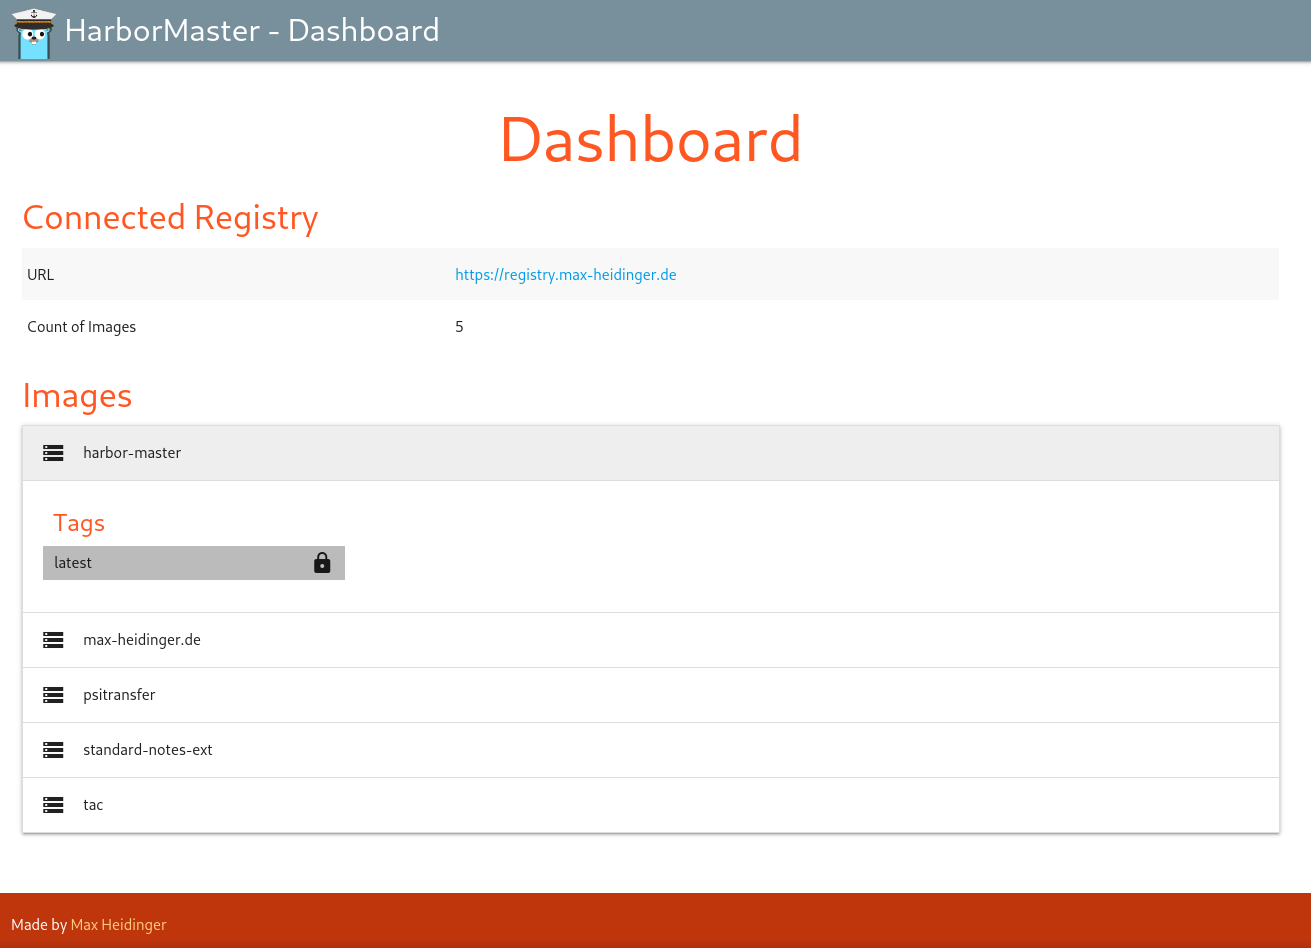 HarborMaster - Dashboard
Dashboard
Connected Registry
URL https://registry.max-heidinger.de
Count of Images 5
Images
harbor-master
Tags
latest
max-heidinger.de
psitransfer
standard-notes-ext
tac
Made by Max Heidinger